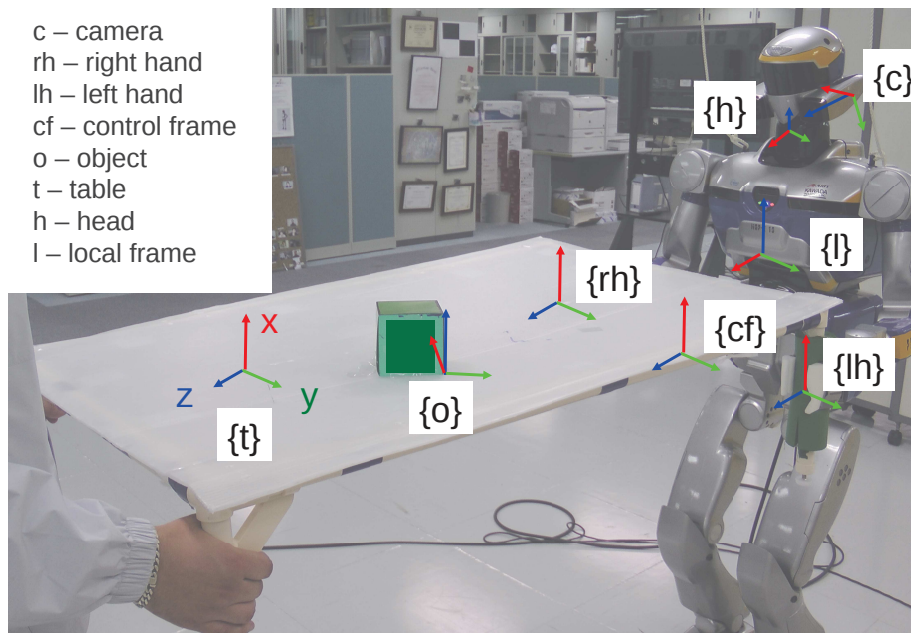 c – camera
rh – right hand
lh – left hand
cf – control frame
o – object
t – table
h – head
l – local frame
{c}
{h}
{l}
{rh}
{cf}
{lh}
x
z
y
{o}
{t}